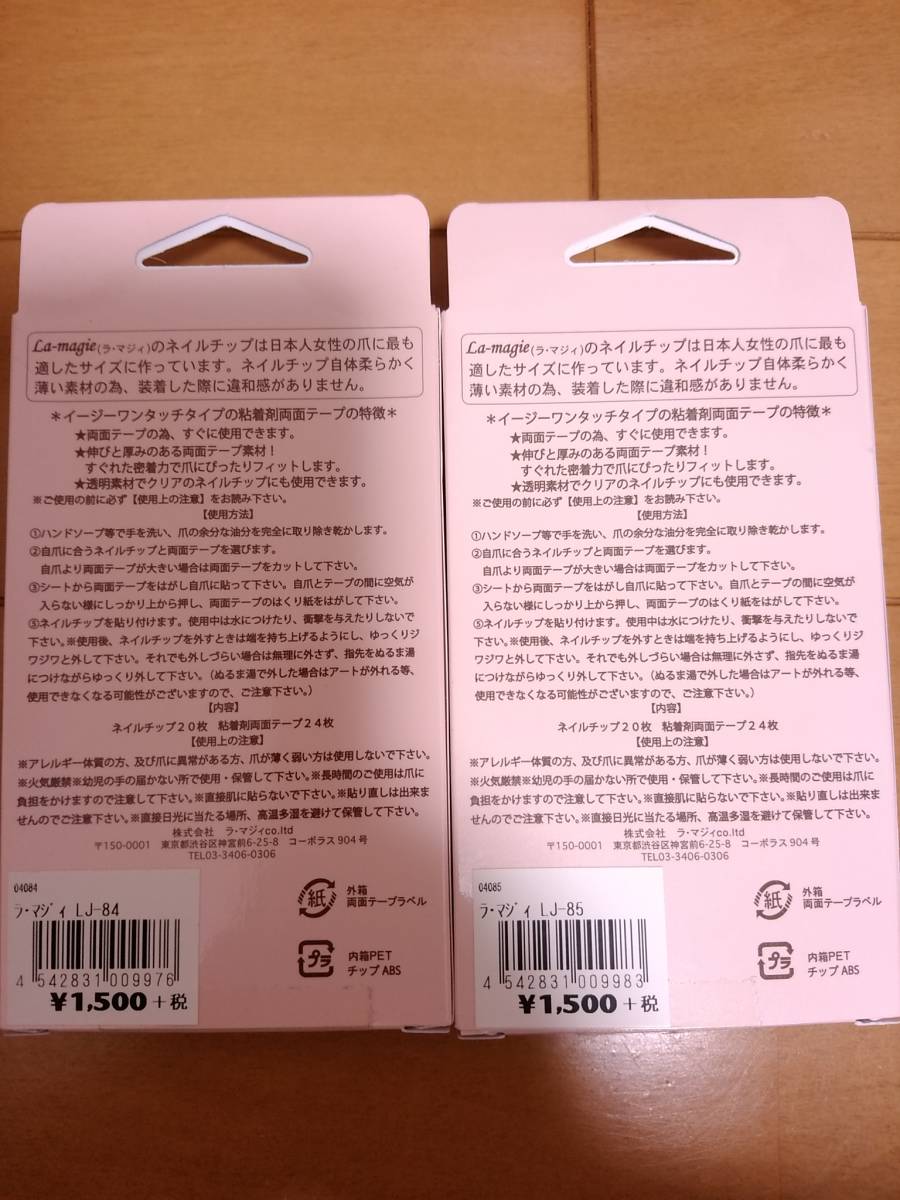 La-magie(ラ・マジィ)のネイルチップは日本人女性の爪に最も
適したサイズに作っています。ネイルチップ自体柔らかく
薄い素材の為、装着した際に違和感がありません。
＊イージーワンタッチタイプの粘着剤両面テープの特徴＊
★両面テープの為、すぐに使用できます。
★伸びと厚みのある両面テープ素材！
すぐれた密着力で爪にぴったりフィットします。
★透明素材でクリアのネイルチップにも使用できます。
※ご使用の前に必ず【使用上の注意】をお読み下さい。
【使用方法】
①ハンドソープ等で手を洗い、爪の余分な油分を完全に取り除き乾かします。
②自爪に合うネイルチップと両面テープを選びます。
自爪より両面テープが大きい場合は両面テープをカットして下さい。
③シートから両面テープをはがし自爪に貼って下さい。自爪とテープの間に空気が
入らない様にしっかり上から押し、両面テープのはくり紙をはがして下さい。
⑤ネイルチップを貼り付けます。使用中は水につけたり、衝撃を与えたりしないで
下さい。※使用後、ネイルチップを外すときは端を持ち上げるようにし、ゆっくりジ
ワジワと外して下さい。それでも外しづらい場合は無理に外さず、指先をぬるま湯
につけながらゆっくり外して下さい。（ぬるま湯で外した場合はアートが外れる等、
使用できなくなる可能性がございますので、ご注意下さい。）
【内容】
ネイルチップ２０枚 粘着剤両面テープ２４枚
【使用上の注意】
※アレルギー体質の方、及び爪に異常がある方、爪が薄く弱い方は使用しないで下さい。
※火気厳禁※幼児の手の届かない所で使用・保管して下さい。※長時間のご使用は爪に
負担をかけますのでご注意して下さい。※直接肌に貼らないで下さい。※貼り直しは出来ま
せんのでご注意下さい。※直接日光に当たる場所、高温多湿を避けて保管して下さい。
株式会社 ラ・マジィco.ltd
〒150-0001 東京都渋谷区神宮前6-25-8 コーポラス904号
TEL03-3406-0306
04084
ラ・マジィ LJ-84
4 542831 009976
¥1,500＋税
紙
外箱
両面テープラベル
プラ
内箱PET
チップABS
La-magie(ラ・マジィ)のネイルチップは日本人女性の爪に最も
適したサイズに作っています。ネイルチップ自体柔らかく
薄い素材の為、装着した際に違和感がありません。
＊イージーワンタッチタイプの粘着剤両面テープの特徴＊
★両面テープの為、すぐに使用できます。
★伸びと厚みのある両面テープ素材！
すぐれた密着力で爪にぴったりフィットします。
★透明素材でクリアのネイルチップにも使用できます。
※ご使用の前に必ず【使用上の注意】をお読み下さい。
【使用方法】
①ハンドソープ等で手を洗い、爪の余分な油分を完全に取り除き乾かします。
②自爪に合うネイルチップと両面テープを選びます。
自爪より両面テープが大きい場合は両面テープをカットして下さい。
③シートから両面テープをはがし自爪に貼って下さい。自爪とテープの間に空気が
入らない様にしっかり上から押し、両面テープのはくり紙をはがして下さい。
⑤ネイルチップを貼り付けます。使用中は水につけたり、衝撃を与えたりしないで
下さい。※使用後、ネイルチップを外すときは端を持ち上げるようにし、ゆっくりジ
ワジワと外して下さい。それでも外しづらい場合は無理に外さず、指先をぬるま湯
につけながらゆっくり外して下さい。（ぬるま湯で外した場合はアートが外れる等、
使用できなくなる可能性がございますので、ご注意下さい。）
【内容】
ネイルチップ２０枚 粘着剤両面テープ２４枚
【使用上の注意】
※アレルギー体質の方、及び爪に異常がある方、爪が薄く弱い方は使用しないで下さい。
※火気厳禁※幼児の手の届かない所で使用・保管して下さい。※長時間のご使用は爪に
負担をかけますのでご注意して下さい。※直接肌に貼らないで下さい。※貼り直しは出来ま
せんのでご注意下さい。※直接日光に当たる場所、高温多湿を避けて保管して下さい。
株式会社 ラ・マジィco.ltd
〒150-0001 東京都渋谷区神宮前6-25-8 コーポラス904号
TEL03-3406-0306
04085
ラ・マジィ LJ-85
4 542831 009983
¥1,500＋税
紙
外箱
両面テープラベル
プラ
内箱PET
チップABS